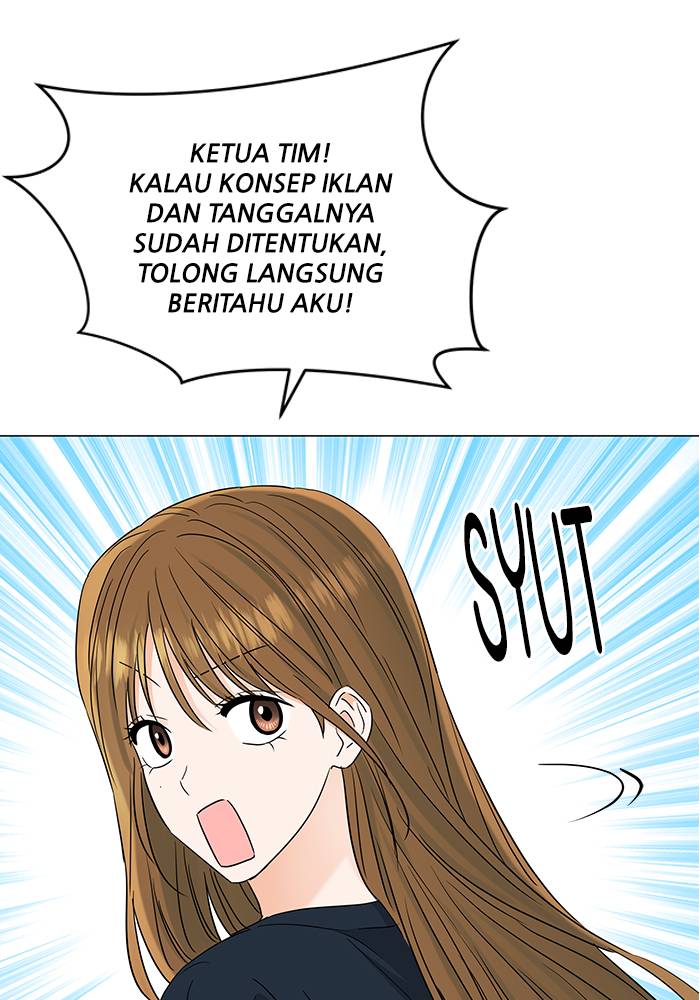 KETUA TIM!
KALAU KONSEP IKLAN
DAN TANGGALNYA
SUDAH DITENTUKAN,
TOLONG LANGSUNG
BERITAHU AKU!
SYUT